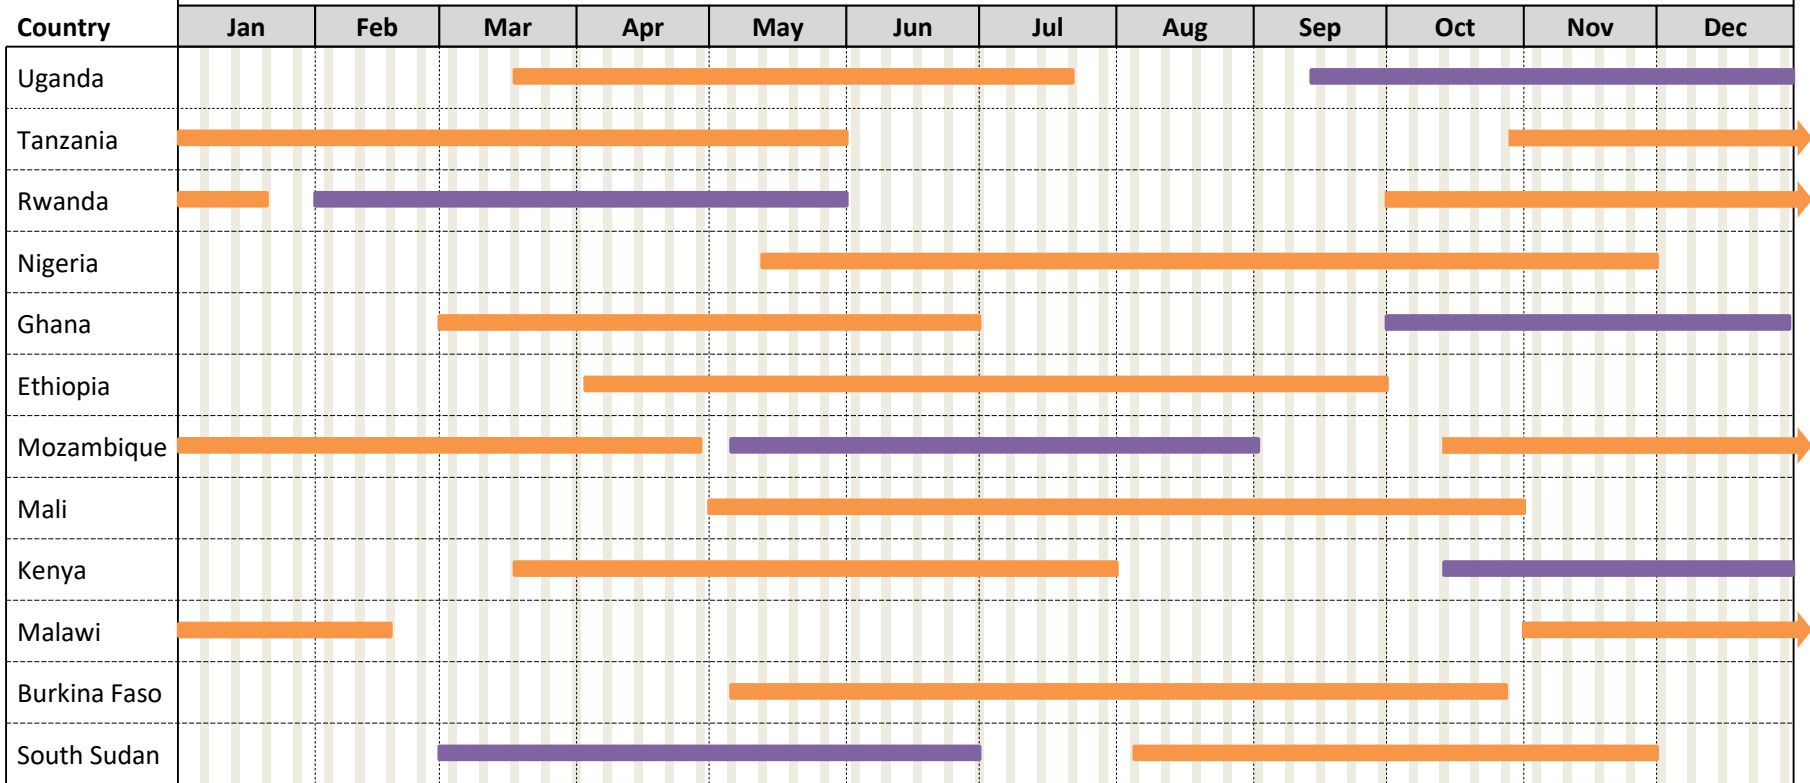 Country Jan Feb Mar Apr May Jun Jul Aug Sep Oct Nov Dec
Uganda
Tanzania
Rwanda
Nigeria
Ghana
Ethiopia
Mozambique
Mali
Kenya
Malawi
Burkina Faso
South Sudan